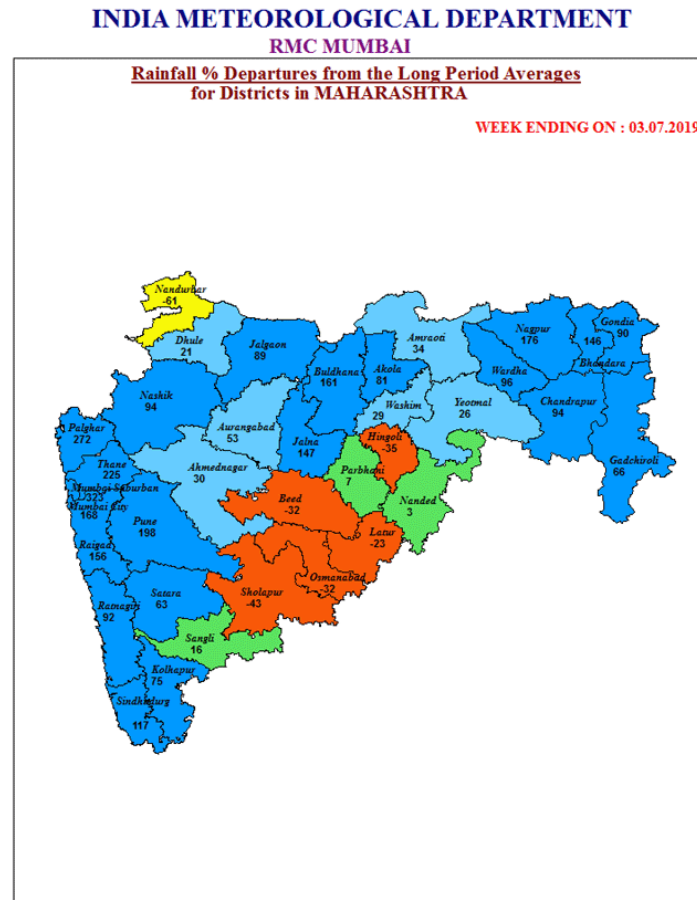 INDIA METEOROLOGICAL DEPARTMENT
RMC MUMBAI
Rainfall % Departures from the Long Period Averages
for Districts in MAHARASHTRA
WEEK ENDING ON : 03.07.2019
Nandurbar
-61
Dhule
21
Jalgaon
89
Buldhana
161
Akola
81
Amraoti
34
Nagpur
176
146
Bhandara
Gondia
90
Wardha
96
Washim
29
Yeotmal
26
Chandrapur
94
Gadchiroli
66
Nashik
94
Aurangabad
53
Jalna
147
Hingoli
-35
Parbhani
7
Nanded
3
Palghar
272
Thane
225
Mumbai Suburban
323
Mumbai City
168
Raigad
156
Ahmednagar
30
Pune
198
Beed
-32
Latur
-23
Osmanabad
-32
Sholapur
-43
Ratnagiri
92
Satara
63
Sangli
16
Kolhapur
75
Sindhudurg
117